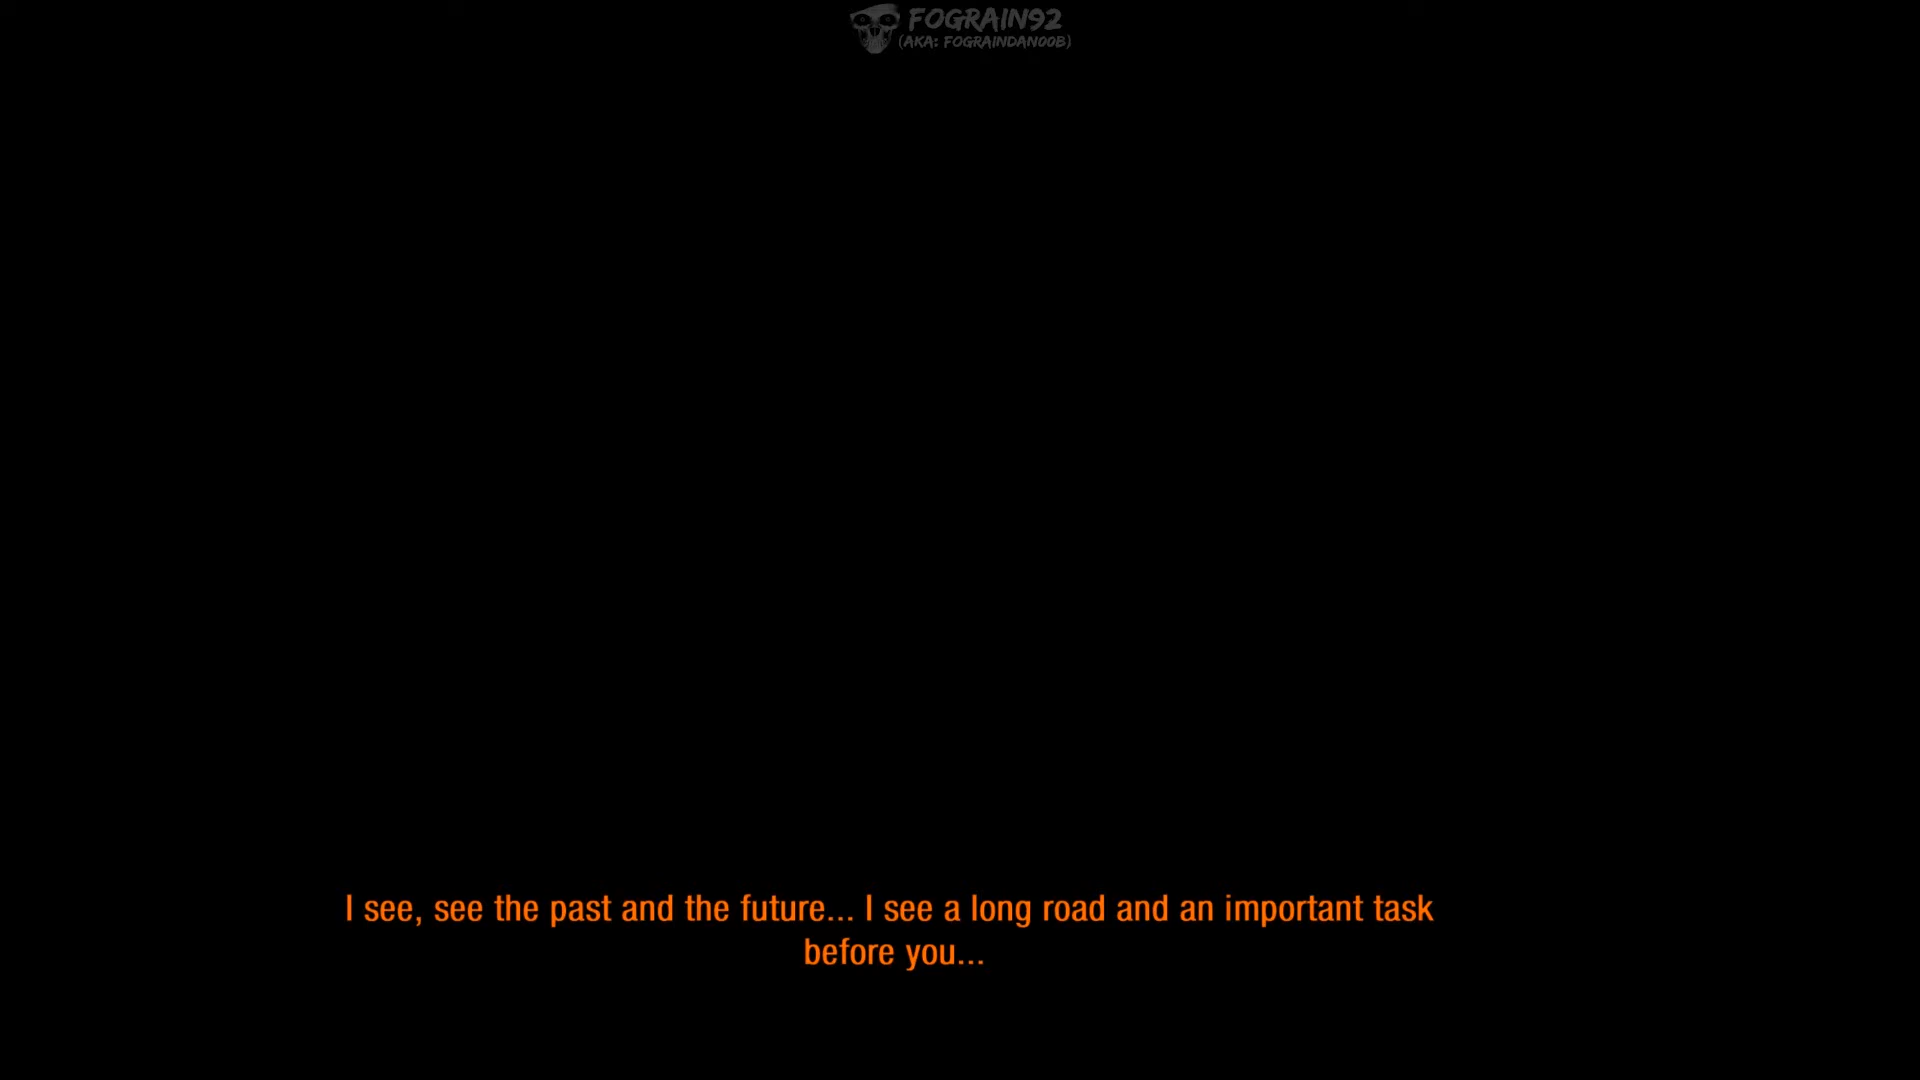 FOGRAIN92
(AKA: FOGRAINDANOOB)
I see, see the past and the future... I see a long road and an important task
before you...